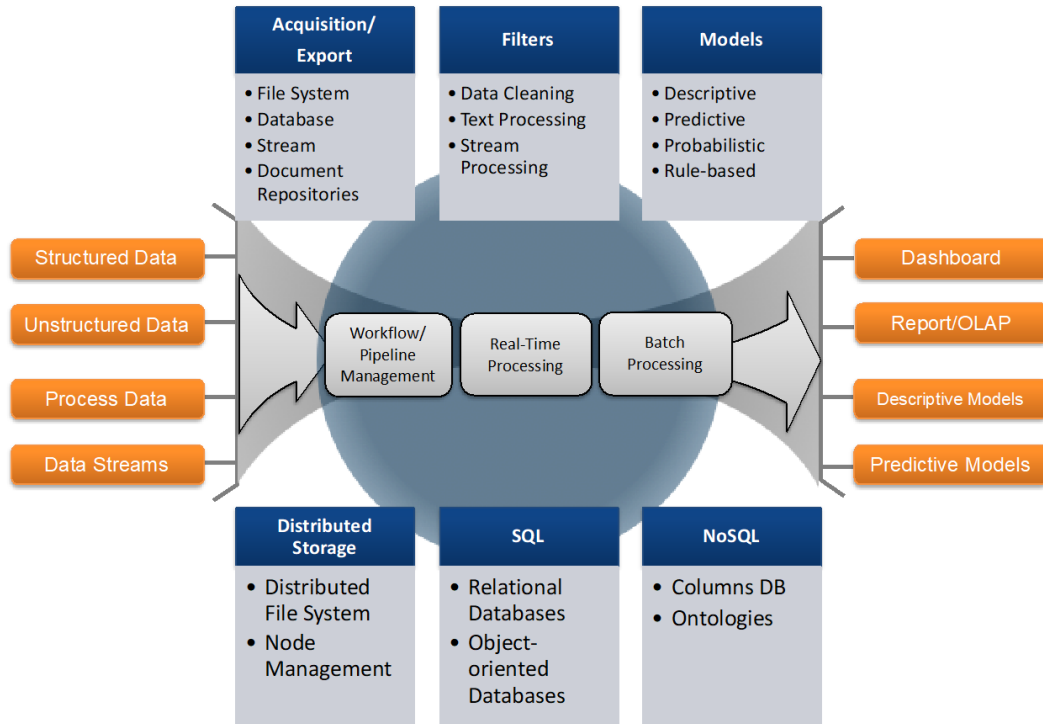 Acquisition/
Export
• File System
• Database
• Stream
• Document
Repositories
Filters
• Data Cleaning
• Text Processing
• Stream
Processing
Models
• Descriptive
• Predictive
• Probabilistic
• Rule-based
Structured Data
Unstructured Data
Process Data
Data Streams
Workflow/
Pipeline
Management
Real-Time
Processing
Batch
Processing
Dashboard
Report/OLAP
Descriptive Models
Predictive Models
Distributed
Storage
• Distributed
File System
• Node
Management
SQL
• Relational
Databases
• Object-
oriented
Databases
NoSQL
• Columns DB
• Ontologies